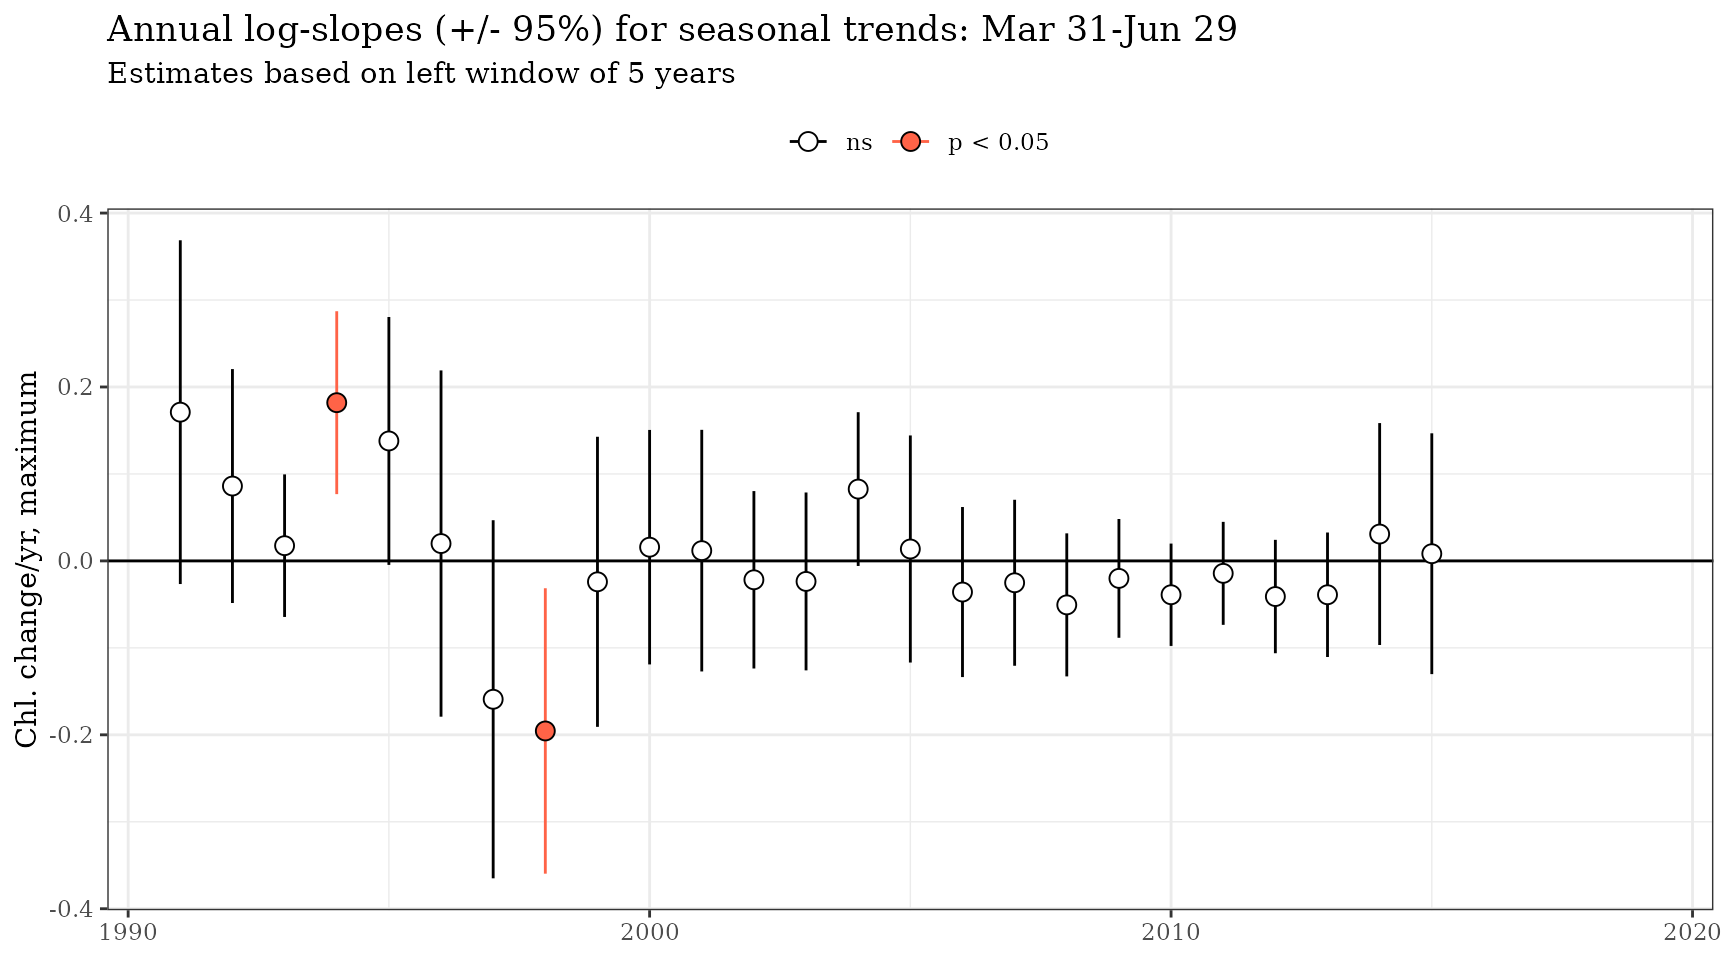 Annual log-slopes (+/- 95%) for seasonal trends: Mar 31-Jun 29
Estimates based on left window of 5 years
ns
p < 0.05
Chl. change/yr, maximum
0.4
0.2
0.0
-0.2
-0.4
1990
2000
2010
2020